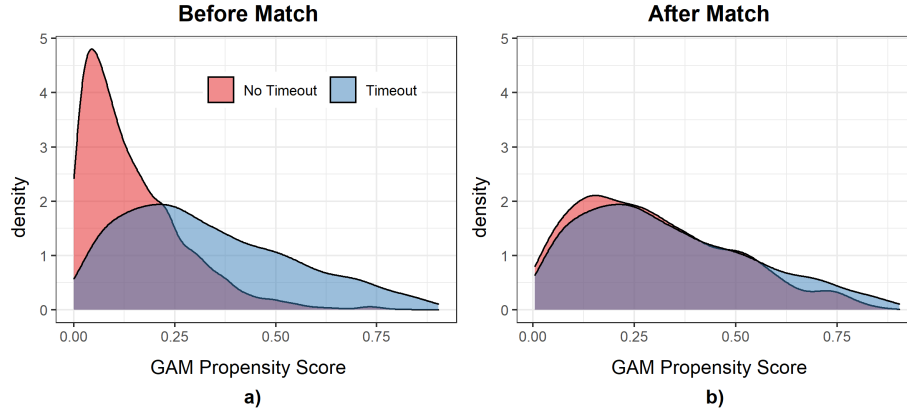 Before Match
After Match
5
4
3
2
1
0
density
No Timeout
Timeout
0.00
0.25
0.50
0.75
GAM Propensity Score
a)
5
4
3
2
1
0
density
0.00
0.25
0.50
0.75
GAM Propensity Score
b)